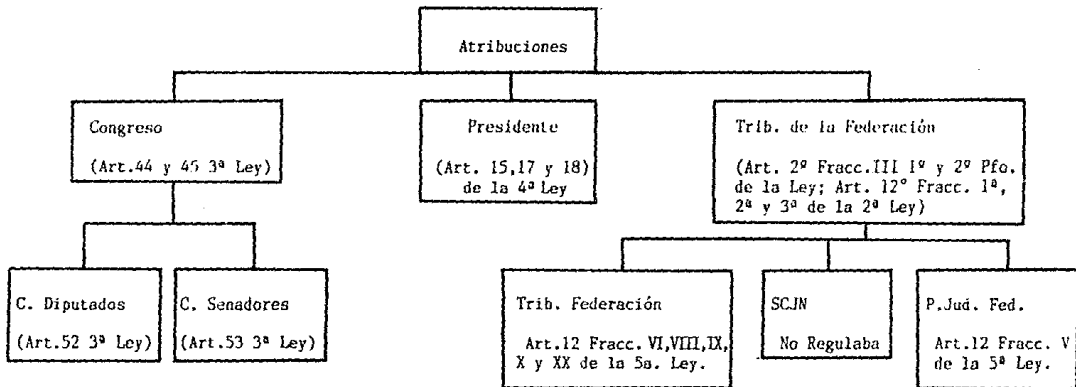 Atribuciones
Congreso
(Art.44 y 45 3ª Ley)
Presidente
(Art. 15,17 y 18)
de la 4ª Ley
Trib. de la Federación
(Art. 2º Fracc.III 1º y 2º Pfo.
de la Ley; Art. 12° Fracc. 1ª,
2ª y 3ª de la 2ª Ley)
C. Diputados
(Art.52 3ª Ley)
C. Senadores
(Art.53 3ª Ley)
Trib. Federación
Art.12 Fracc. VI,VIII,IX,
X y XX de la 5a. Ley.
SCJN
No Regulaba
P.Jud. Fed.
Art.12 Fracc. V
de la 5ª Ley.